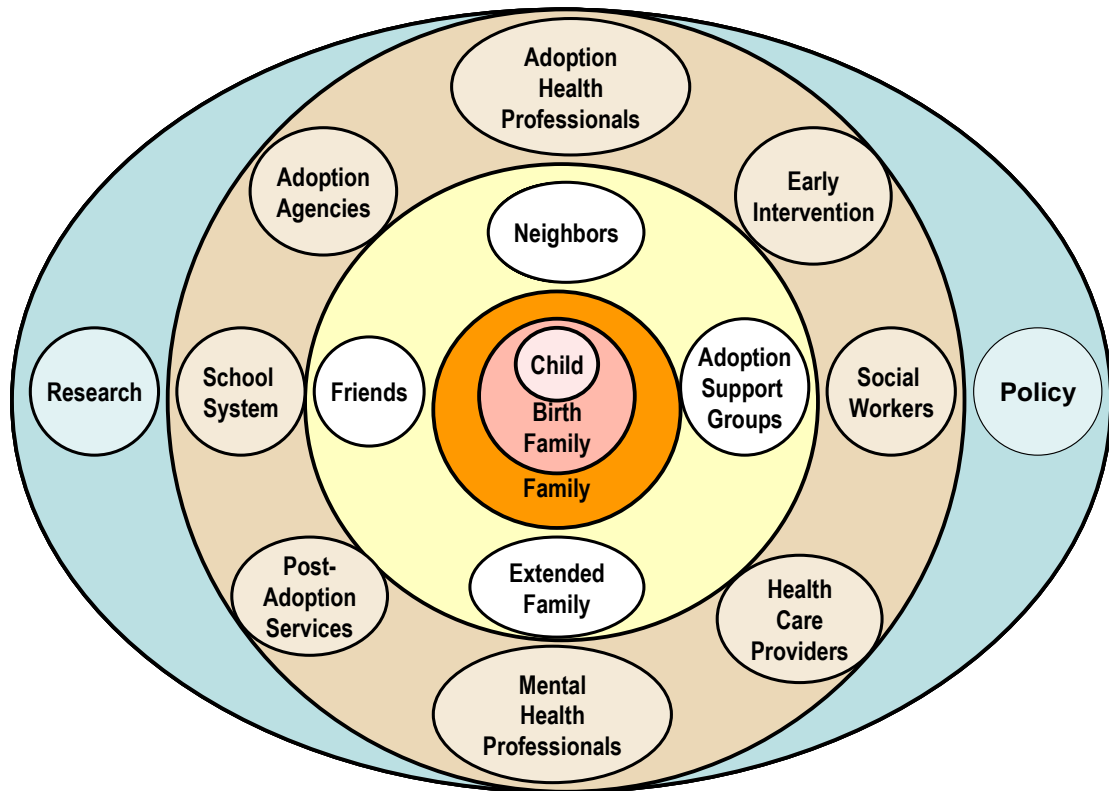 Adoption
Health
Professionals
Adoption
Agencies
Early
Intervention
Neighbors
Research
School
System
Friends
Child
Birth
Family
Family
Adoption
Support
Groups
Social
Workers
Policy
Post-
Adoption
Services
Extended
Family
Health
Care
Providers
Mental
Health
Professionals